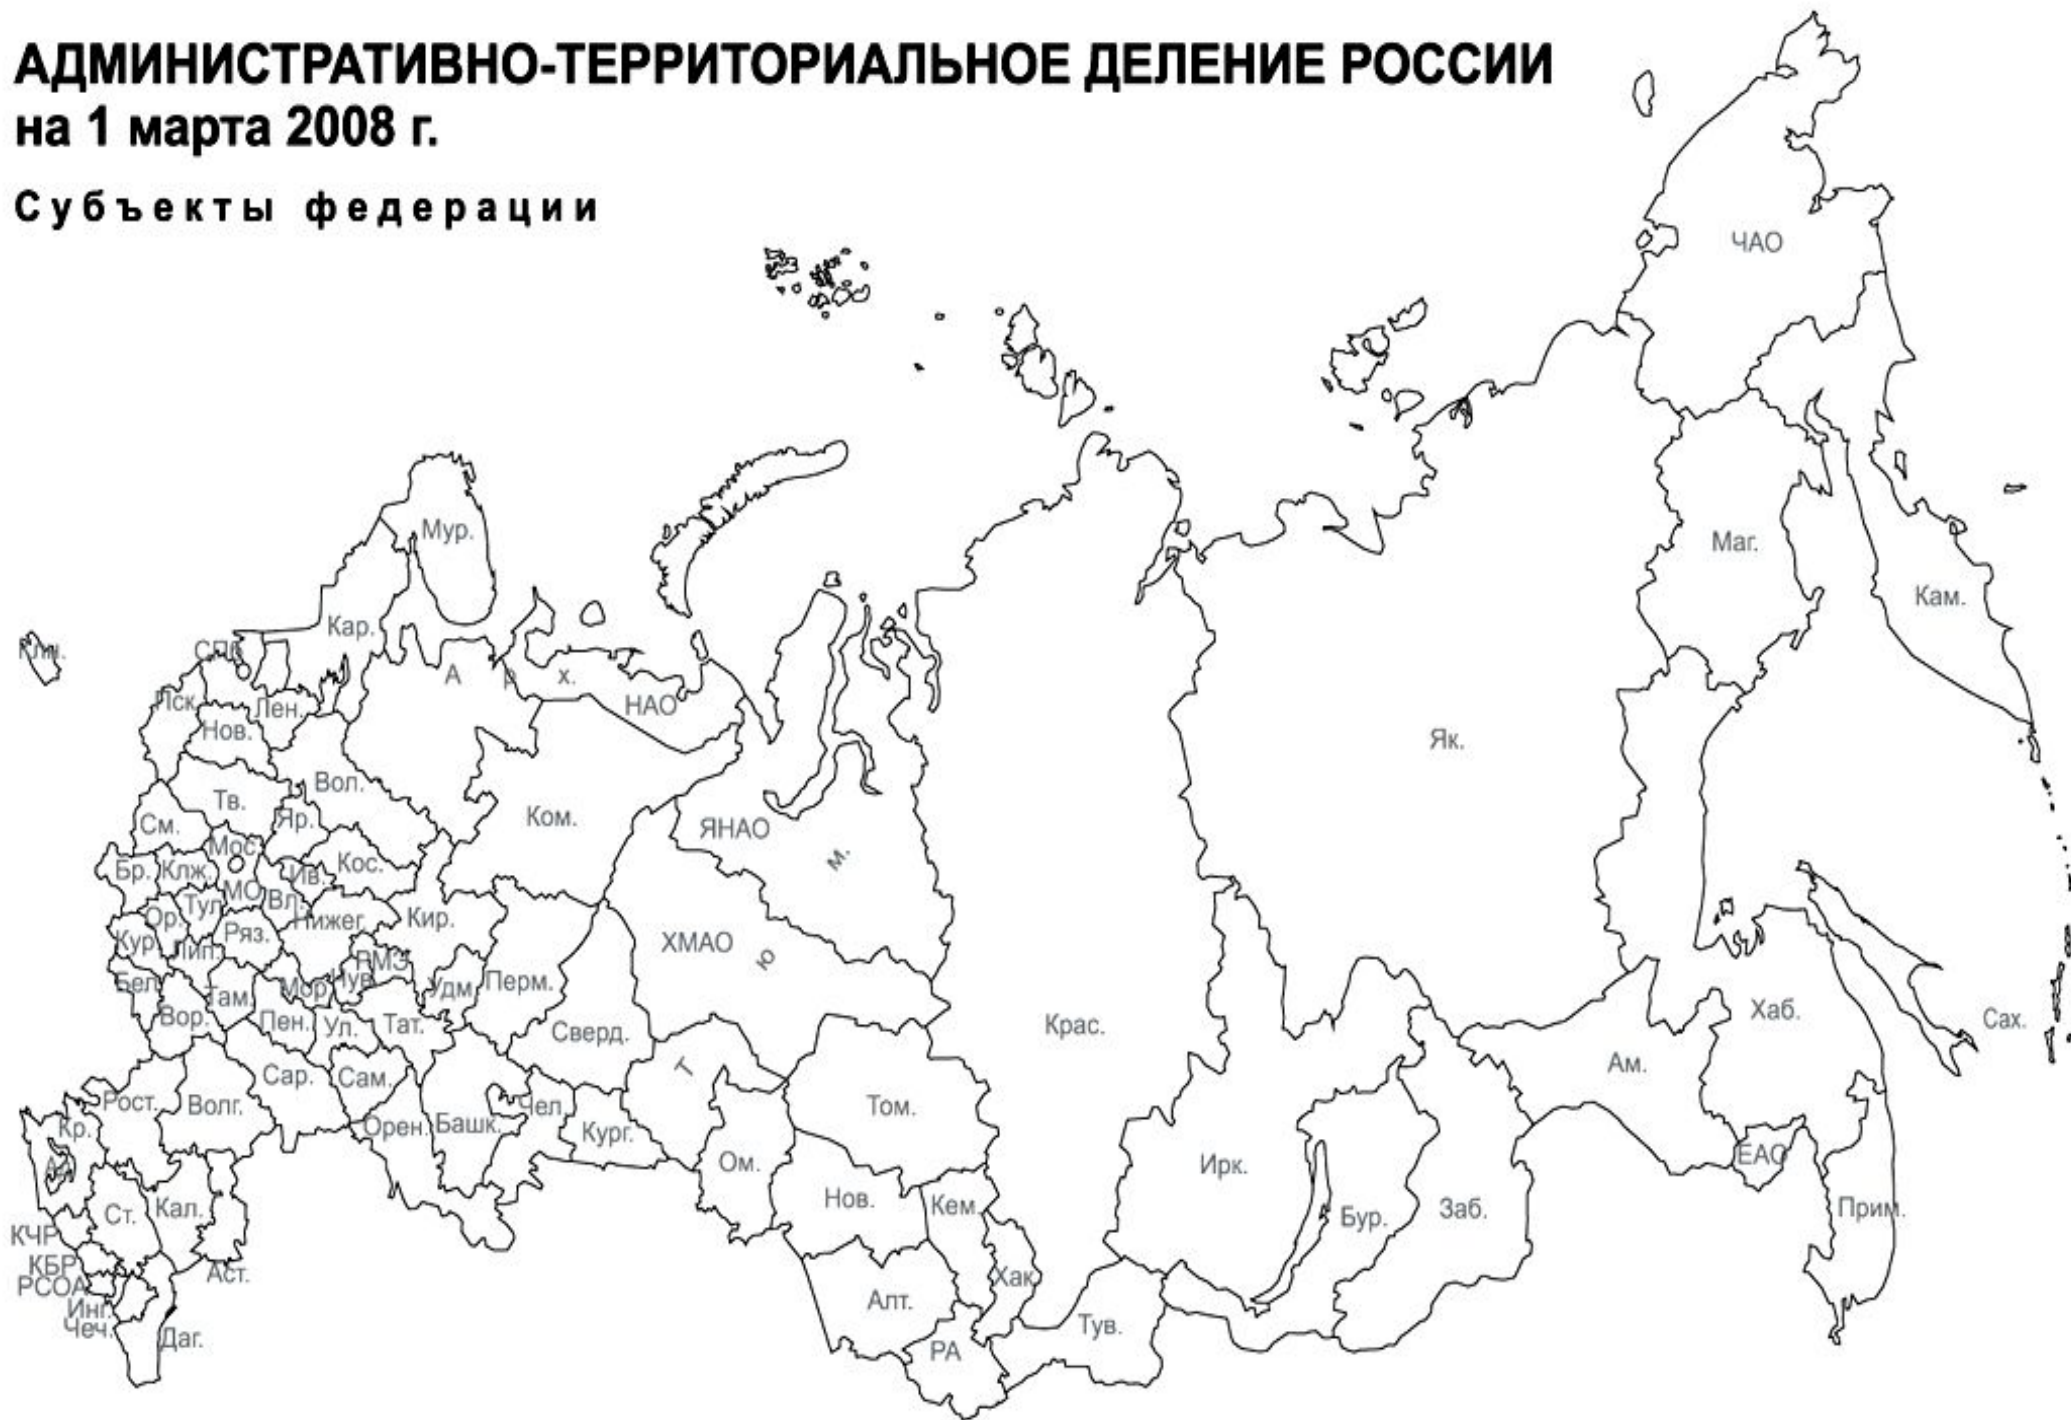 АДМИНИСТРАТИВНО-ТЕРРИТОРИАЛЬНОЕ ДЕЛЕНИЕ РОССИИ
на 1 марта 2008 г.
Субъекты федерации
ЧАО
Мур.
Маг.
Кам.
Кар.
Клн.
СПб
А р х.
НАО
Пск.
Лен.
Нов.
Як.
Вол.
Тв.
Ком.
ЯНАО
См.
Яр.
Мос.
Кос.
Т ю м.
Бр.
Клж.
Ив.
МО
Вл.
Тул.
Ор.
Нижег.
Кир.
Ряз.
Кур.
Лип.
ХМАО
РМЭ
Чув.
Бел.
Там.
Мор.
Удм.
Перм.
Вор.
Пен.
Ул.
Тат.
Сверд.
Крас.
Хаб.
Сах.
Ам.
Сар.
Сам.
Рост.
Волг.
Чел.
Том.
Кр.
Орен.
Башк.
Кург.
АД
Ом.
Ирк.
ЕАО
Ст.
Кал.
Нов.
Кем.
Бур.
Заб.
Прим.
КЧР
КБР
РСОА
Аст.
Хак.
Инг.
Чеч.
Даг.
Алт.
Тув.
РА